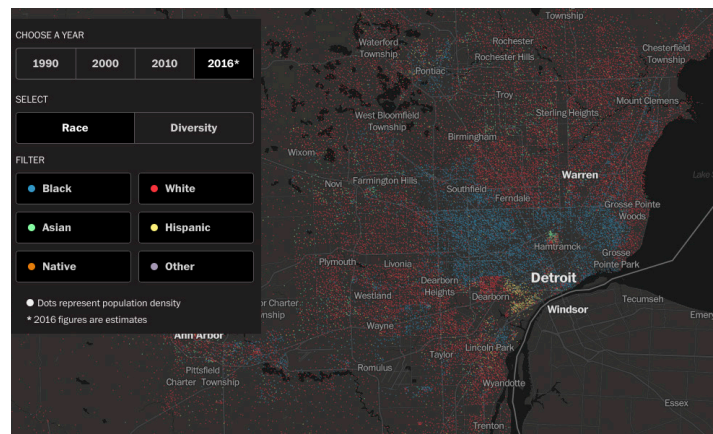 CHOOSE A YEAR
1990 2000 2010 2016*
SELECT
Race Diversity
FILTER
Black White
Asian Hispanic
Native Other
Dots represent population density
* 2016 figures are estimates
Township
Waterford
Township
Rochester
Rochester Hills
Chesterfield
Township
Pontiac
Troy
Mount Clemens
West Bloomfield
Township
Sterling Heights
Birmingham
Wixom
Warren
Lake
Novi
Farmington Hills
Southfield
Ferndale
Grosse Pointe
Woods
Hamtramck
Plymouth
Livonia
Grosse
Pointe Park
Detroit
Dearborn
Heights
Westland
Dearborn
Tecumseh
or Charter
Windsor
Wayne
Ann Arbor
Lincoln Park
Taylor
Pittsfield
Charter Township
Romulus
Wyandotte
Essex
Trenton